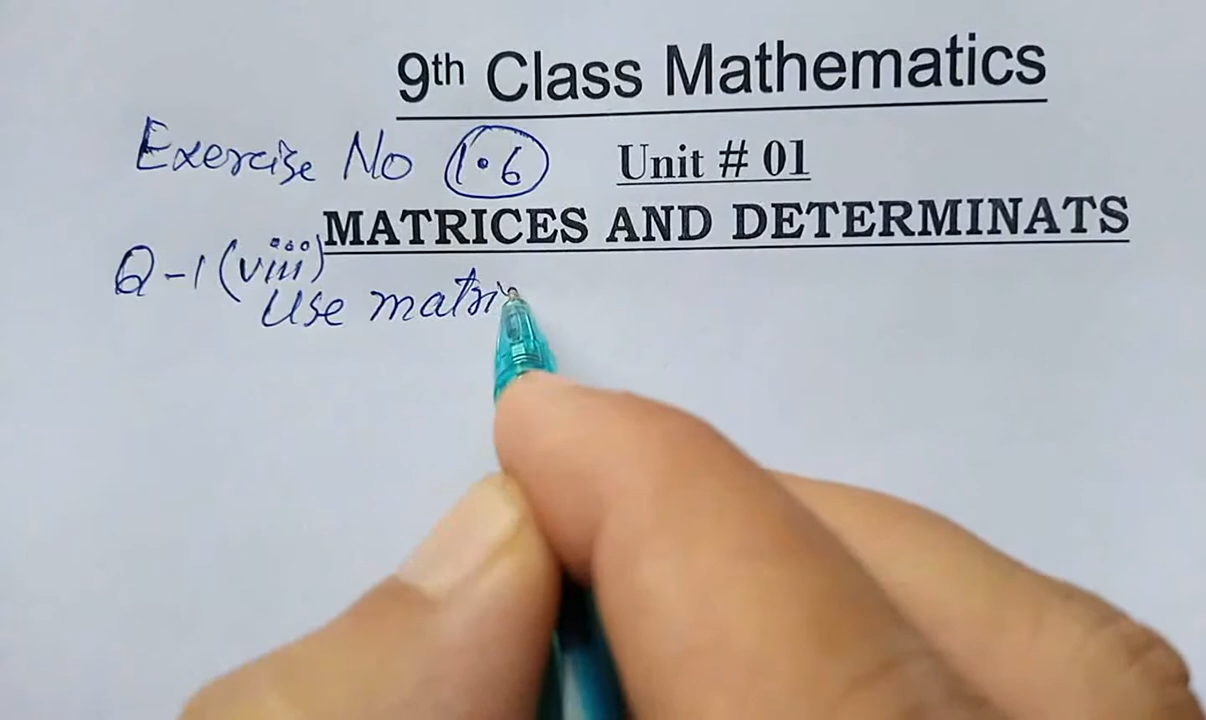 9th Class Mathematics
Exercise No 1.6 Unit # 01
MATRICES AND DETERMINATS
Q-1 (viii)
Use matri